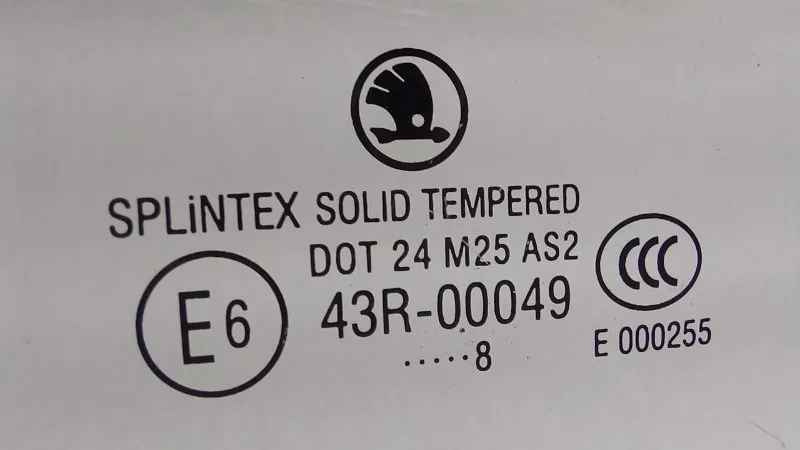 SPLiNTEX SOLID TEMPERED
DOT 24 M25 AS2
E6
43R-00049
CCC
·····8
E 000255